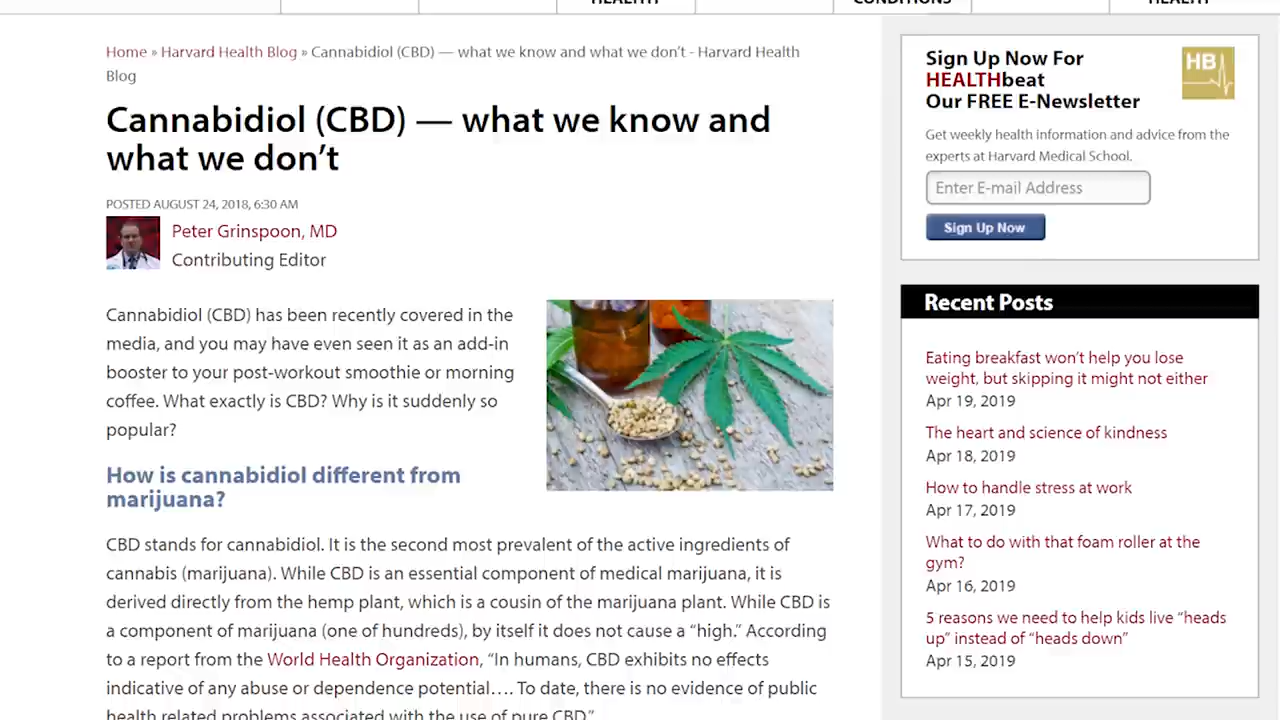 HEALTH
CONDITIONS
HEALTH
Home » Harvard Health Blog » Cannabidiol (CBD) — what we know and what we don't - Harvard Health
Blog
Cannabidiol (CBD) — what we know and
what we don't
POSTED AUGUST 24, 2018, 6:30 AM
Peter Grinspoon, MD
Contributing Editor
Cannabidiol (CBD) has been recently covered in the
media, and you may have even seen it as an add-in
booster to your post-workout smoothie or morning
coffee. What exactly is CBD? Why is it suddenly so
popular?
How is cannabidiol different from
marijuana?
CBD stands for cannabidiol. It is the second most prevalent of the active ingredients of
cannabis (marijuana). While CBD is an essential component of medical marijuana, it is
derived directly from the hemp plant, which is a cousin of the marijuana plant. While CBD is
a component of marijuana (one of hundreds), by itself it does not cause a “high.” According
to a report from the World Health Organization, “In humans, CBD exhibits no effects
indicative of any abuse or dependence potential…. To date, there is no evidence of public
health related problems associated with the use of pure CBD.”
Sign Up Now For
HEALTHbeat
Our FREE E-Newsletter
HB
Get weekly health information and advice from the
experts at Harvard Medical School.
Enter E-mail Address
Sign Up Now
Recent Posts
Eating breakfast won't help you lose
weight, but skipping it might not either
Apr 19, 2019
The heart and science of kindness
Apr 18, 2019
How to handle stress at work
Apr 17, 2019
What to do with that foam roller at the
gym?
Apr 16, 2019
5 reasons we need to help kids live “heads
up” instead of “heads down”
Apr 15, 2019